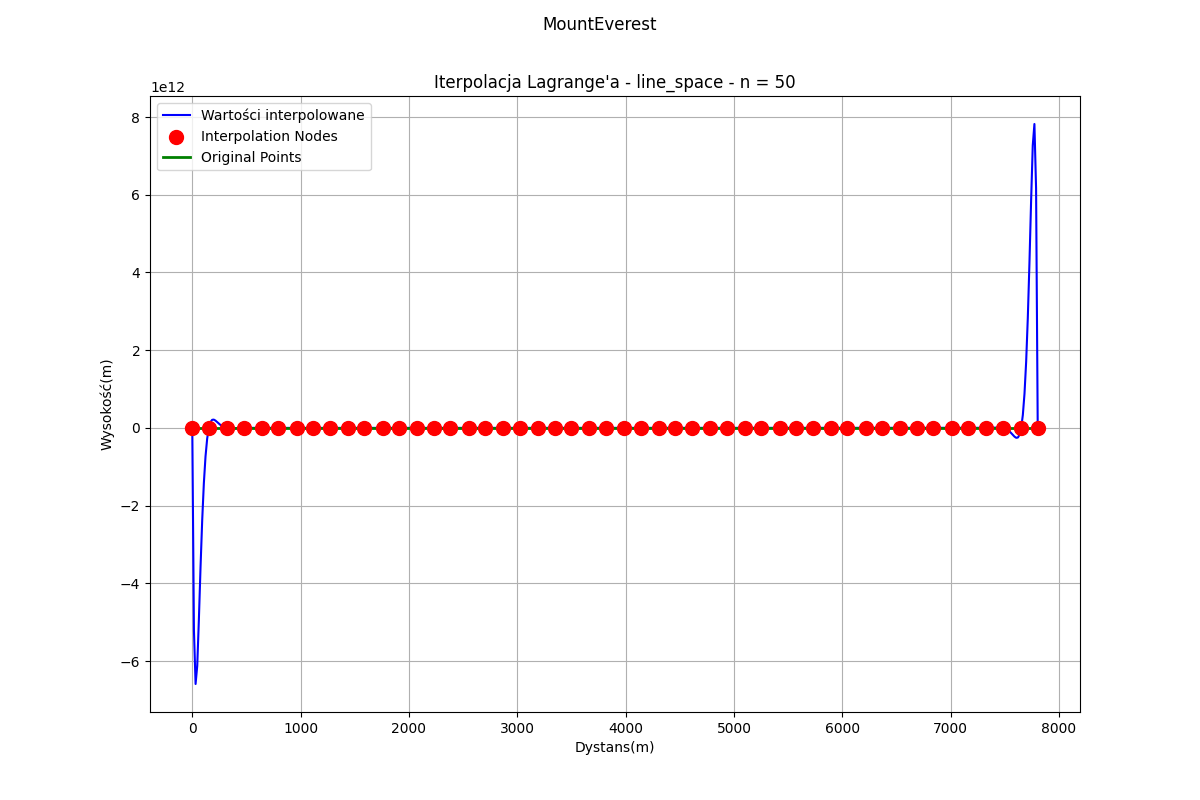 MountEverest
Iterpolacja Lagrange'a - line_space - n = 50
1e12
Wartości interpolowane
Interpolation Nodes
Original Points
8
6
4
2
0
−2
−4
−6
Wysokość(m)
0 1000 2000 3000 4000 5000 6000 7000 8000
Dystans(m)